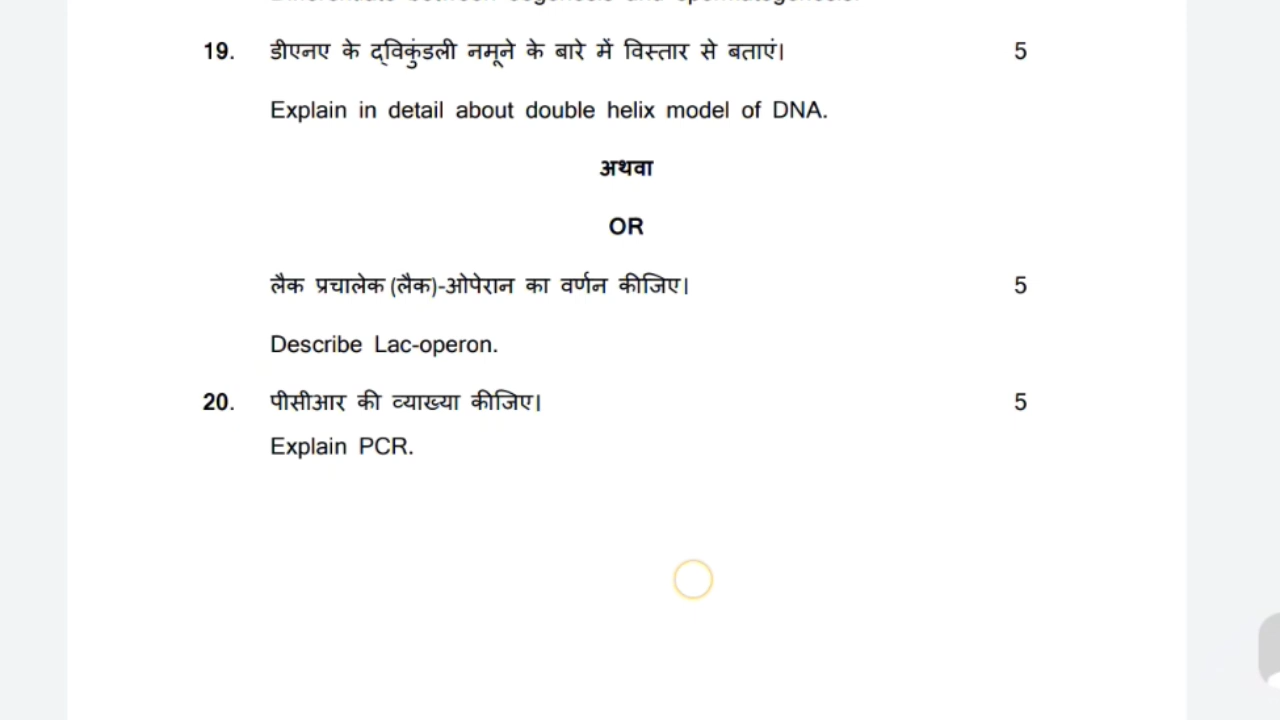 19. डीएनए के द्विकुंडली नमूने के बारे में विस्तार से बताएं। 5
Explain in detail about double helix model of DNA.
अथवा
OR
लैक प्रचालेक (लैक)-ओपेरान का वर्णन कीजिए। 5
Describe Lac-operon.
20. पीसीआर की व्याख्या कीजिए। 5
Explain PCR.